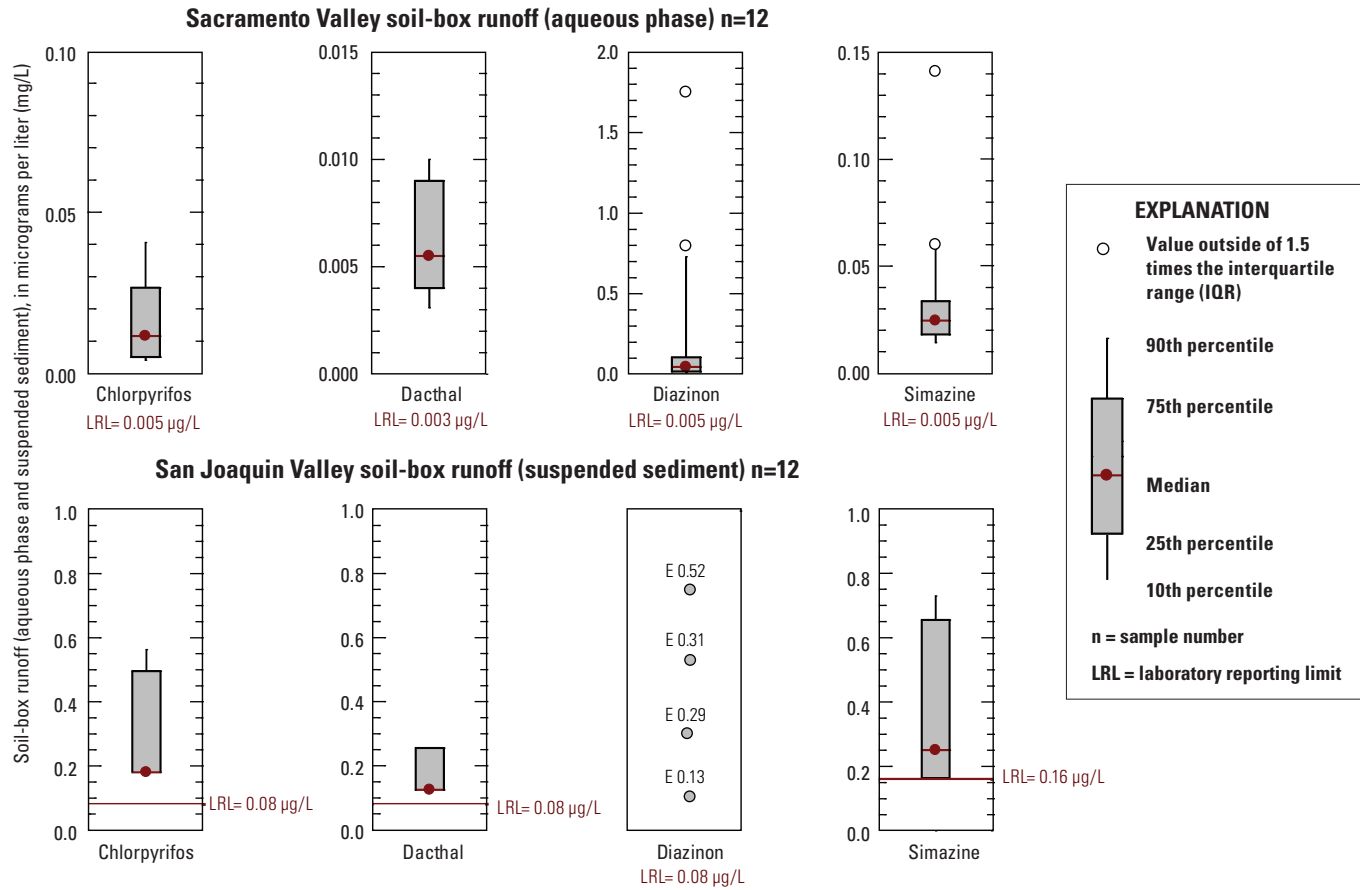 Sacramento Valley soil-box runoff (aqueous phase) n=12
Soil-box runoff (aqueous phase and suspended sediment), in micrograms per liter (mg/L)
0.10
0.05
0.00
Chlorpyrifos
LRL= 0.005 µg/L
0.015
0.010
0.005
0.000
Dacthal
LRL= 0.003 µg/L
2.0
1.5
1.0
0.5
0.0
Diazinon
LRL= 0.005 µg/L
0.15
0.10
0.05
0.00
Simazine
LRL= 0.005 µg/L
San Joaquin Valley soil-box runoff (suspended sediment) n=12
1.0
0.8
0.6
0.4
0.2
0.0
LRL= 0.08 µg/L
Chlorpyrifos
1.0
0.8
0.6
0.4
0.2
0.0
LRL= 0.08 µg/L
Dacthal
E 0.52
E 0.31
E 0.29
E 0.13
Diazinon
LRL= 0.08 µg/L
1.0
0.8
0.6
0.4
0.2
0.0
LRL= 0.16 µg/L
Simazine
EXPLANATION
Value outside of 1.5
times the interquartile
range (IQR)
90th percentile
75th percentile
Median
25th percentile
10th percentile
n = sample number
LRL = laboratory reporting limit